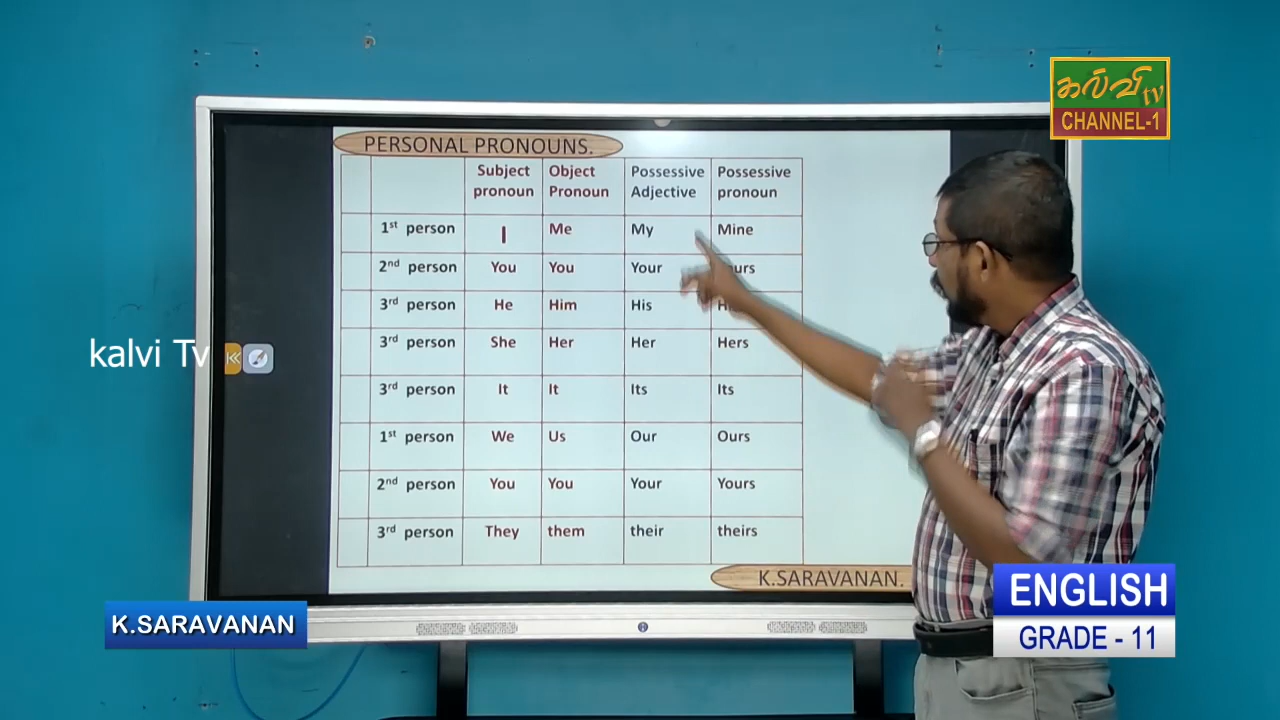 கல்வி tv
CHANNEL-1
PERSONAL PRONOUNS.
Subject pronoun Object Pronoun Possessive Adjective Possessive pronoun
1st person I Me My Mine
2nd person You You Your
3rd person He Him His
3rd person She Her Her Hers
3rd person It It Its Its
1st person We Us Our Ours
2nd person You You Your Yours
3rd person They them their theirs
K.SARAVANAN.
kalvi Tv
K.SARAVANAN
ENGLISH
GRADE - 11